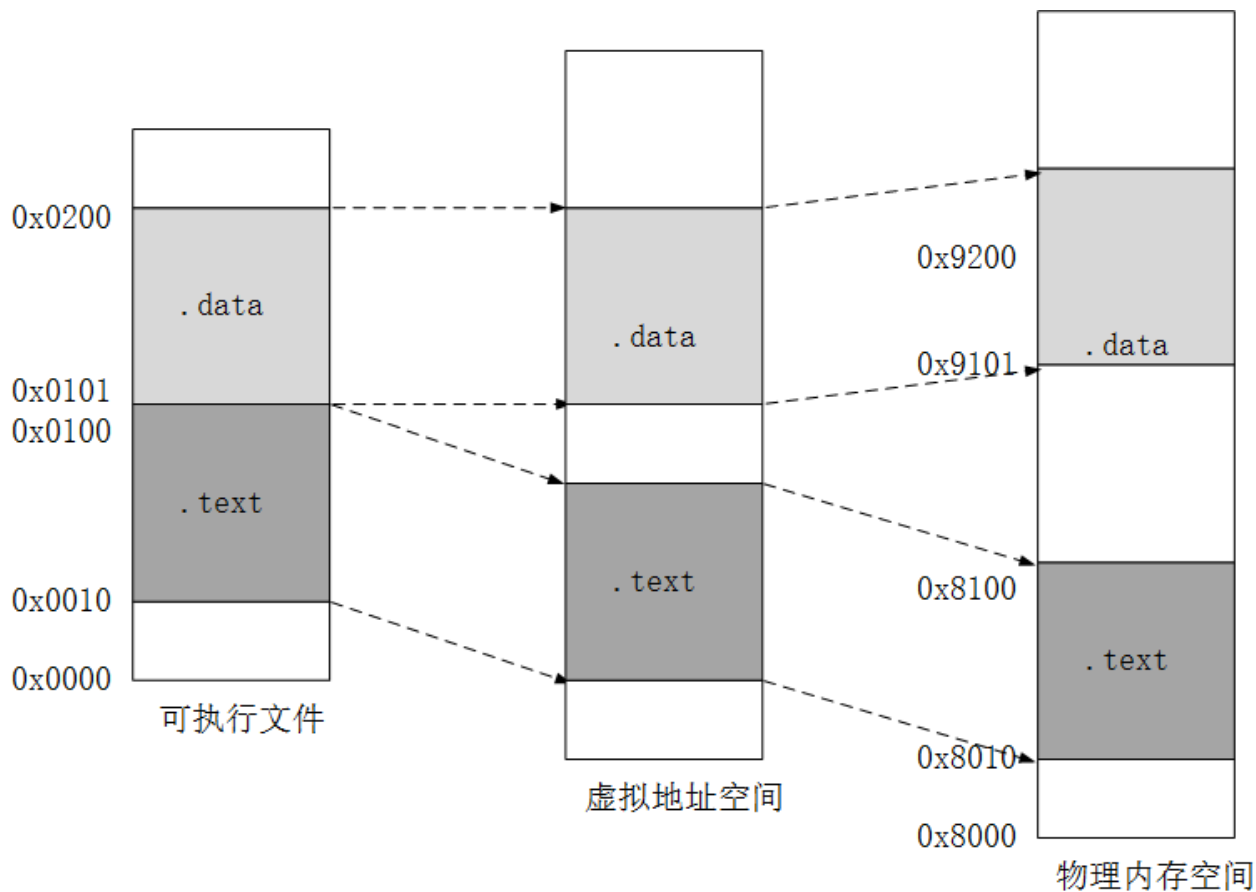 0x0200
.data
0x0101
0x0100
.text
0x0010
0x0000
可执行文件
.data
.text
虚拟地址空间
0x9200
0x9101
.data
0x8100
.text
0x8010
0x8000
物理内存空间